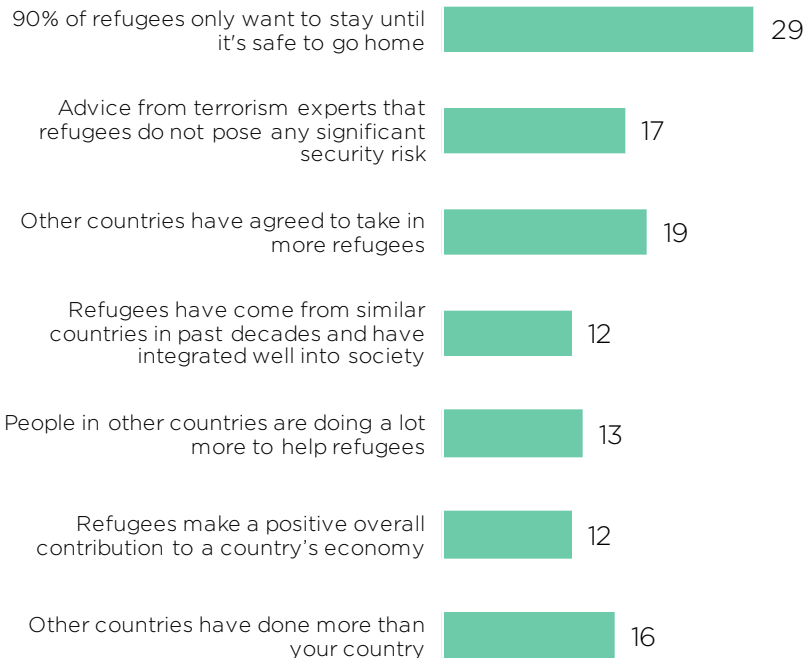 90% of refugees only want to stay until
it's safe to go home
29
Advice from terrorism experts that
refugees do not pose any significant
security risk
17
Other countries have agreed to take in
more refugees
19
Refugees have come from similar
countries in past decades and have
integrated well into society
12
People in other countries are doing a lot
more to help refugees
13
Refugees make a positive overall
contribution to a country’s economy
12
Other countries have done more than
your country
16